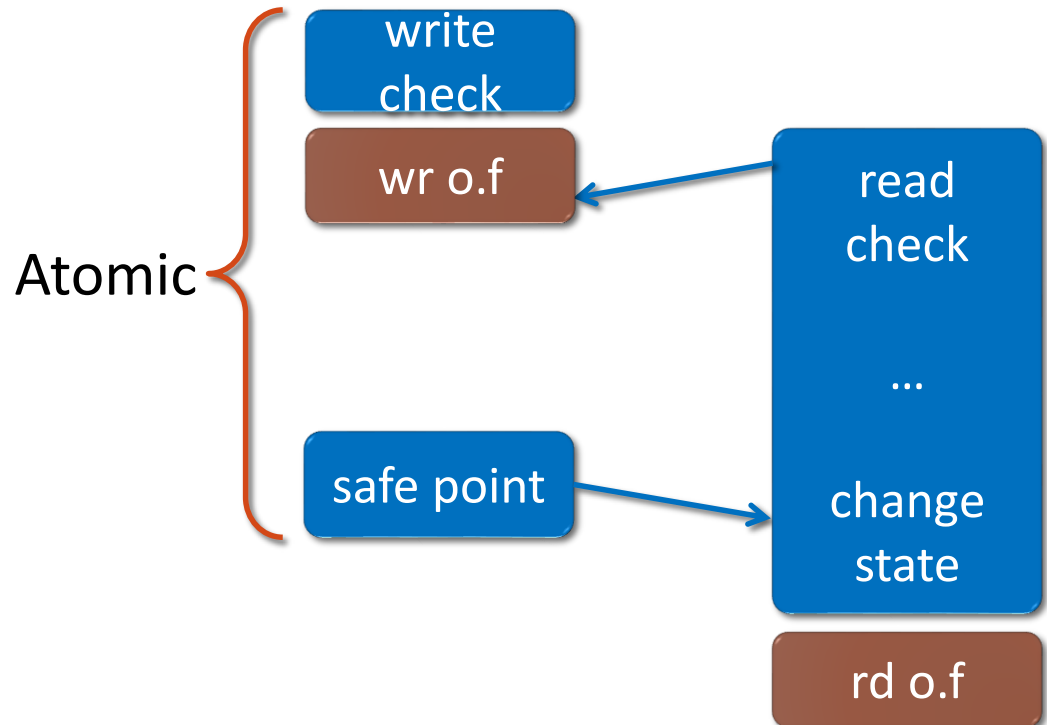 write
check
wr o.f
Atomic
safe point
read
check
...
change
state
rd o.f